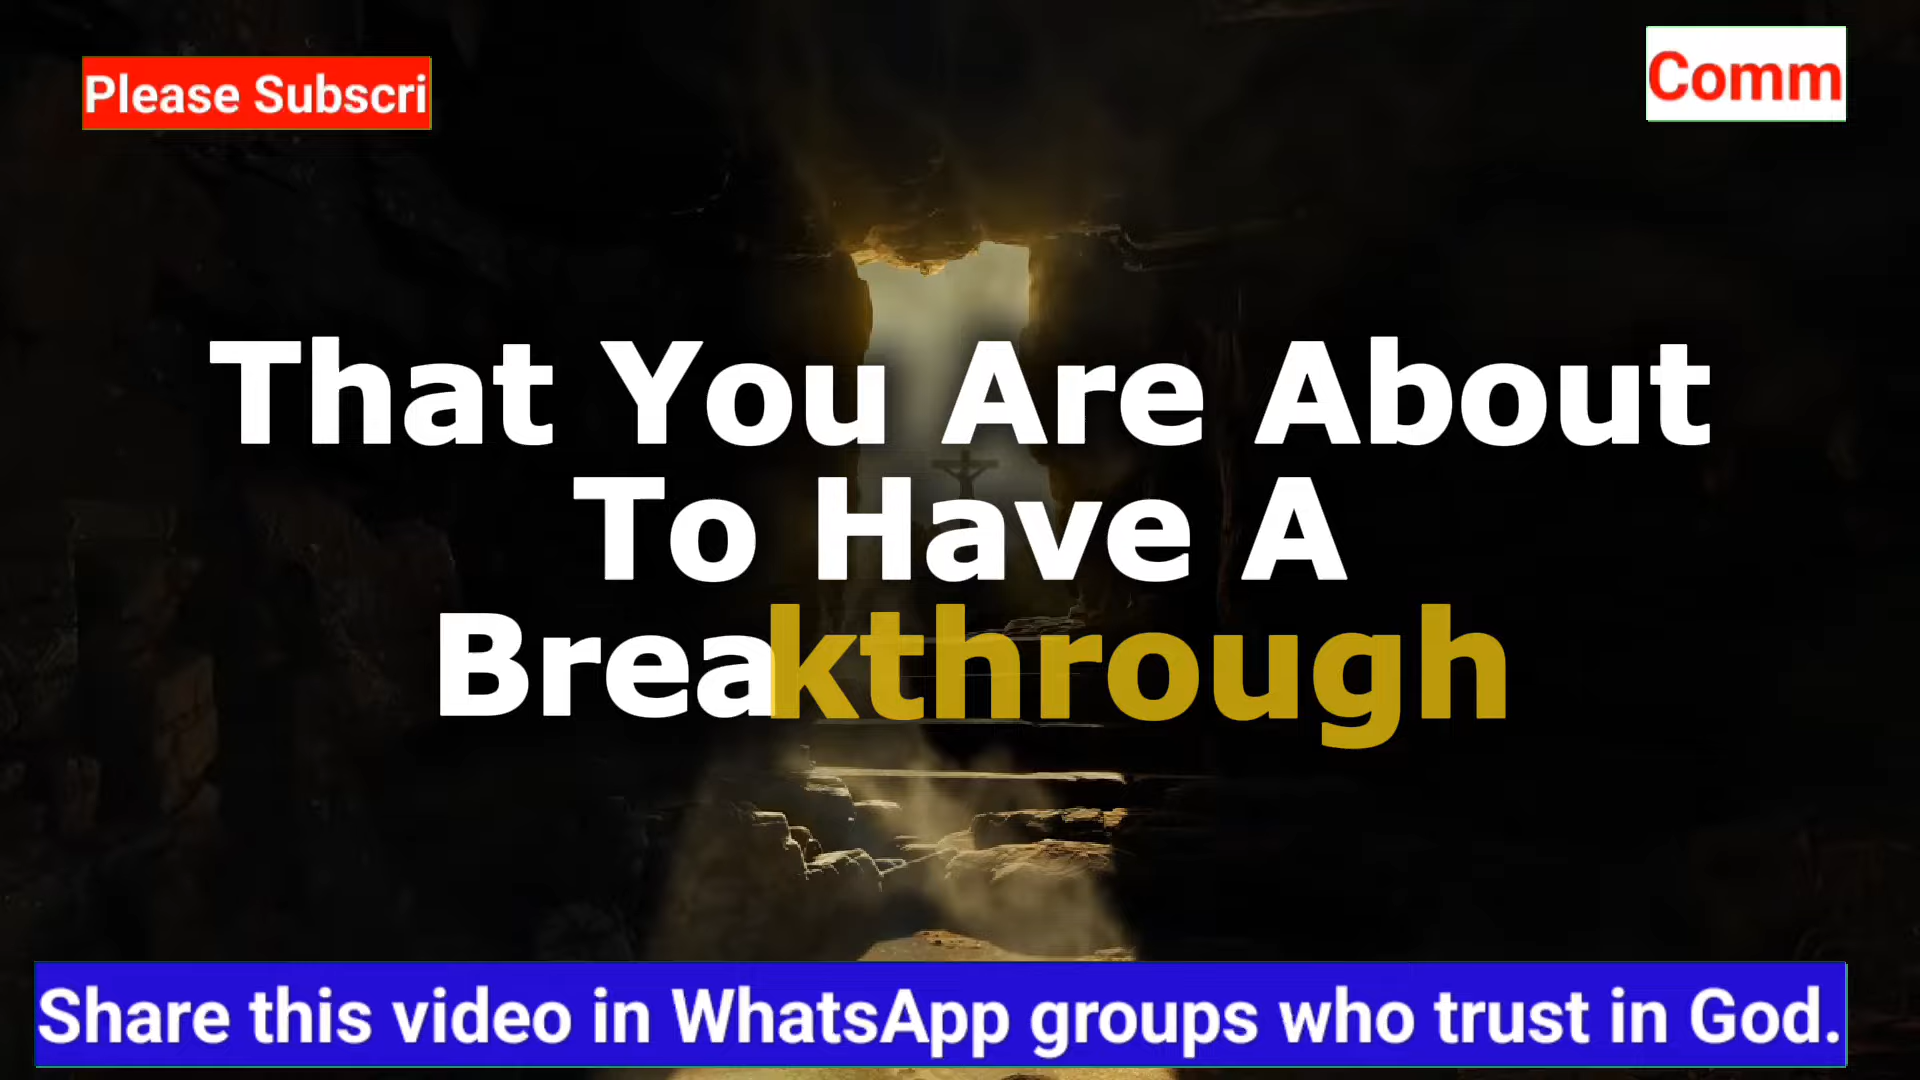 Please Subscri
Comm
That You Are About
To Have A
Breakthrough
Share this video in WhatsApp groups who trust in God.